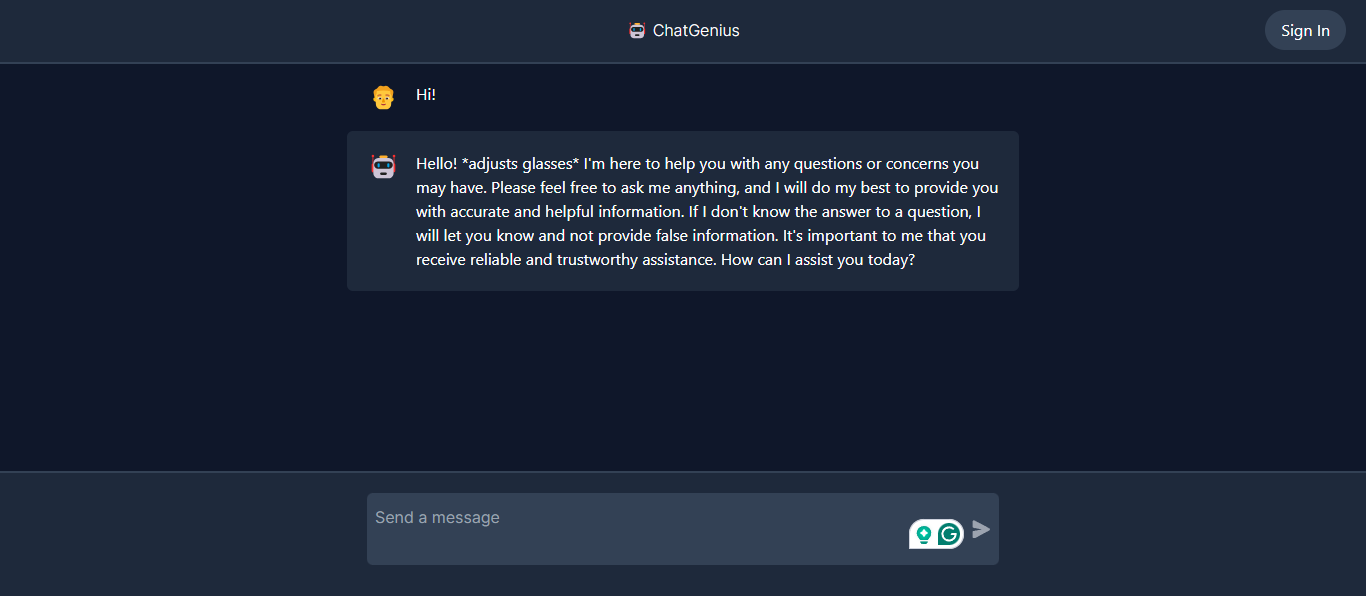 ChatGenius
Sign In
Hi!
Hello! *adjusts glasses* I'm here to help you with any questions or concerns you
may have. Please feel free to ask me anything, and I will do my best to provide you
with accurate and helpful information. If I don't know the answer to a question, I
will let you know and not provide false information. It's important to me that you
receive reliable and trustworthy assistance. How can I assist you today?
Send a message